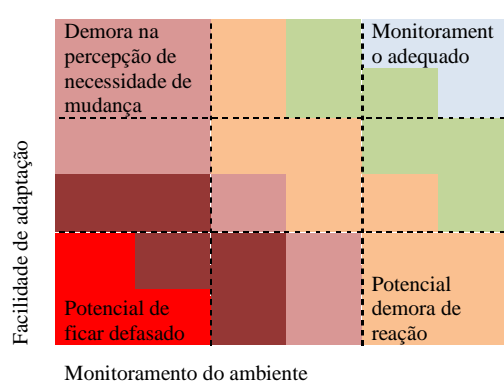 Demora na
percepção de
necessidade de
mudança
Monitorament
o adequado
Facilidade de adaptação
Potencial de
ficar defasado
Potencial
demora de
reação
Monitoramento do ambiente